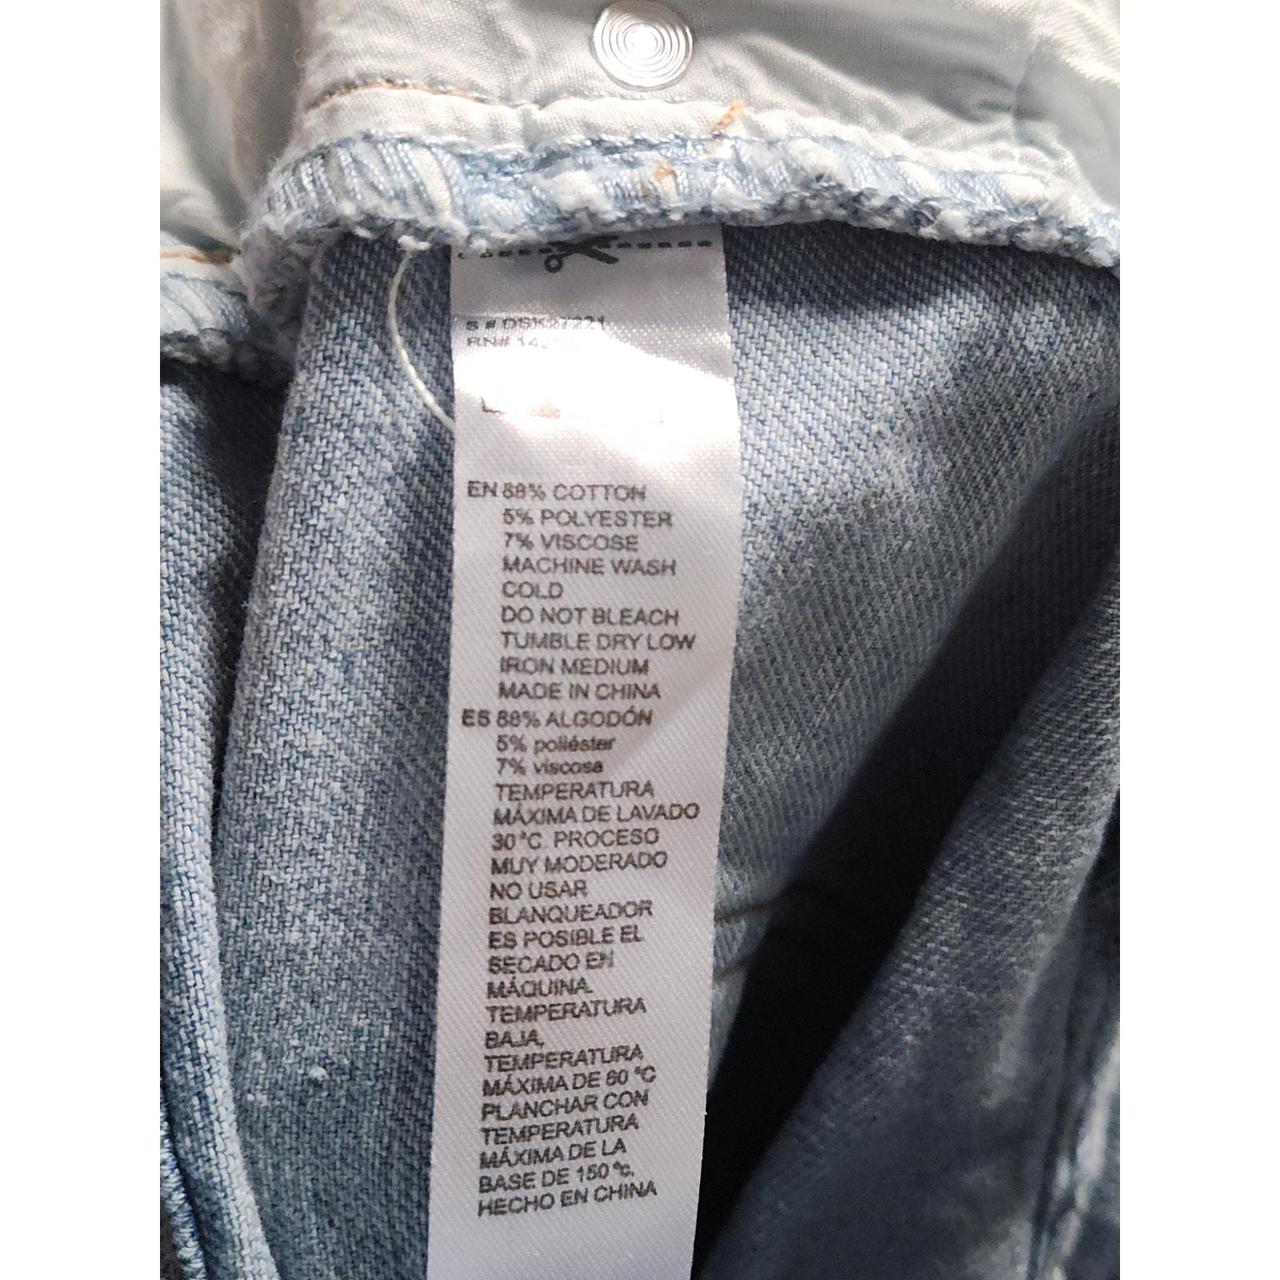 EN 88% COTTON
5% POLYESTER
7% VISCOSE
MACHINE WASH
COLD
DO NOT BLEACH
TUMBLE DRY LOW
IRON MEDIUM
MADE IN CHINA
ES 88% ALGODÓN
5% poliéster
7% viscosa
TEMPERATURA
MÁXIMA DE LAVADO
30 °C. PROCESO
MUY MODERADO
NO USAR
BLANQUEADOR
ES POSIBLE EL
SECADO EN
MÁQUINA.
TEMPERATURA
BAJA,
TEMPERATURA
MÁXIMA DE 60 °C
PLANCHAR CON
TEMPERATURA
MÁXIMA DE LA
BASE DE 150 °c,
HECHO EN CHINA